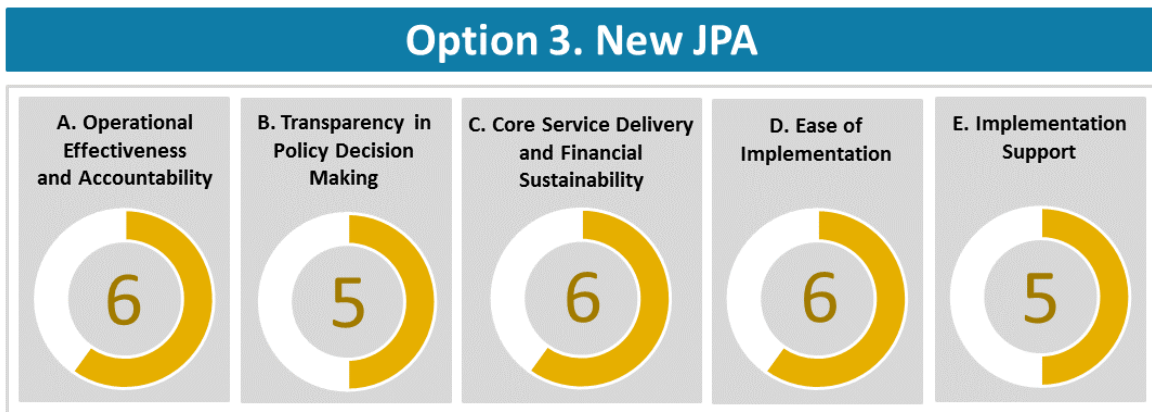 Option 3. New JPA
A. Operational
Effectiveness
and Accountability
6
B. Transparency in
Policy Decision
Making
5
C. Core Service Delivery
and Financial
Sustainability
6
D. Ease of
Implementation
6
E. Implementation
Support
5